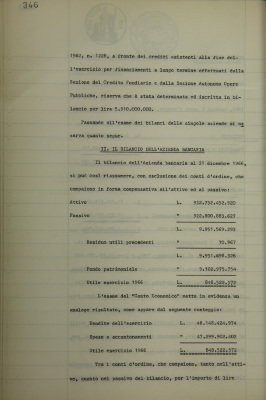 346
1962, n. 1228, a fronte dei crediti esistenti alla fine del-
l'esercizio per finanziamenti a lungo termine effettuati dalla
Sezione del Credito Fondiario e dalla Sezione Autonoma Opere
Pubbliche, riserva che è stata determinata ed iscritta in bi-
lancio per lire 5.010.000.000.
Passando all'esame dei bilanci delle singole aziende si os
serva quanto segue.
II. IL BILANCIO DELL'AZIENDA BANCARIA
Il bilancio dell'Azienda bancaria al 31 dicembre 1966,
si può così riassumere, con esclusione dei conti d'ordine, che
compaiono in forma compensativa all'attivo ed al passivo:
Attivo L.
Passivo "
L.
Residuo utili precedenti "
L.
Fondo patrimoniale "
Utile esercizio 1966 L.
L'esame del "Conto Economico" mette in evidenza un
analogo risultato, come appare dal seguente conteggio:
Rendite dell'esercizio L.
Spese e accantonamenti "
Utile esercizio 1966 L.
Tra i conti d'ordine, che compaiono, tanto nell'atti-
vo, quanto nel passivo del bilancio, per l'importo di lire